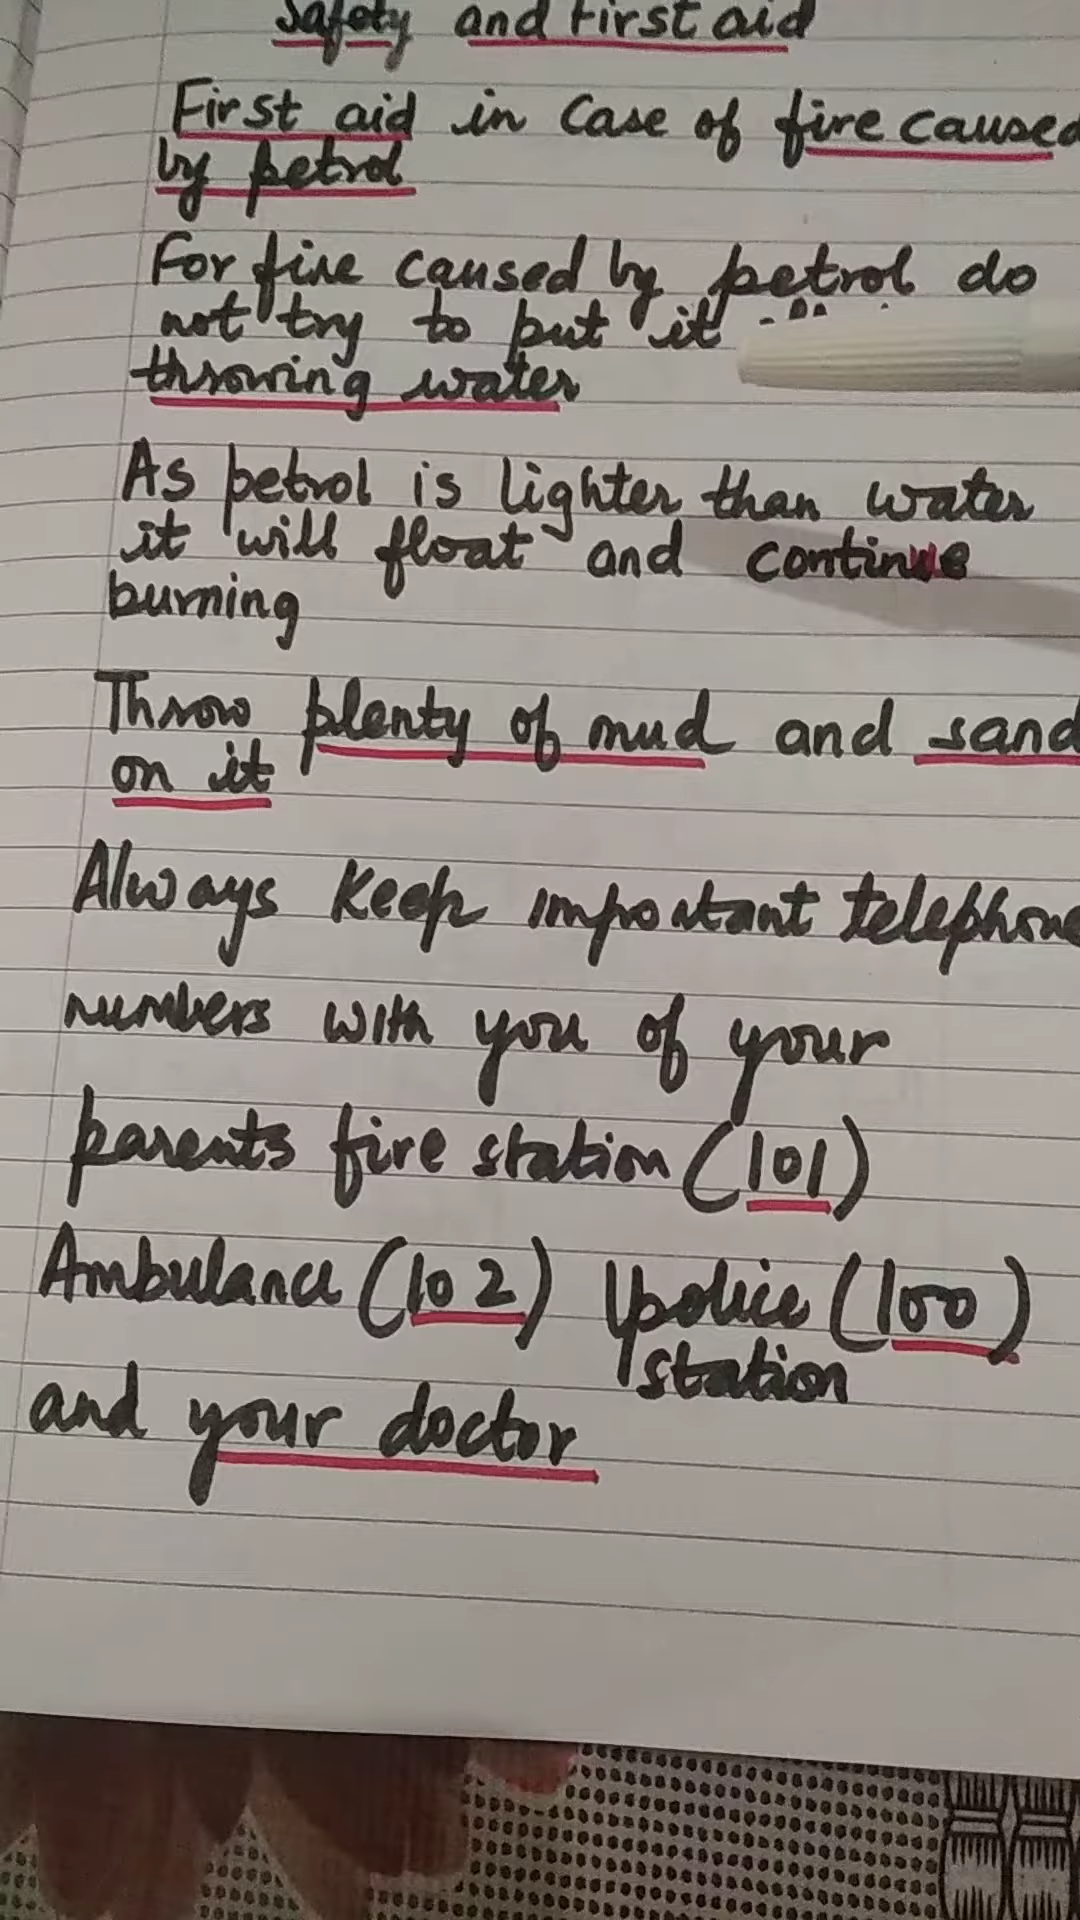 Safety and First aid
First aid in case of fire caused
by petrol
For fire caused by petrol do
not try to put it
throwing water
As petrol is lighter than water
it will float and continue
burning
Throw plenty of mud and sand
on it
Always keep important telephone
numbers with you of your
parents fire station (101)
Ambulance (102) police (100)
station
and your doctor